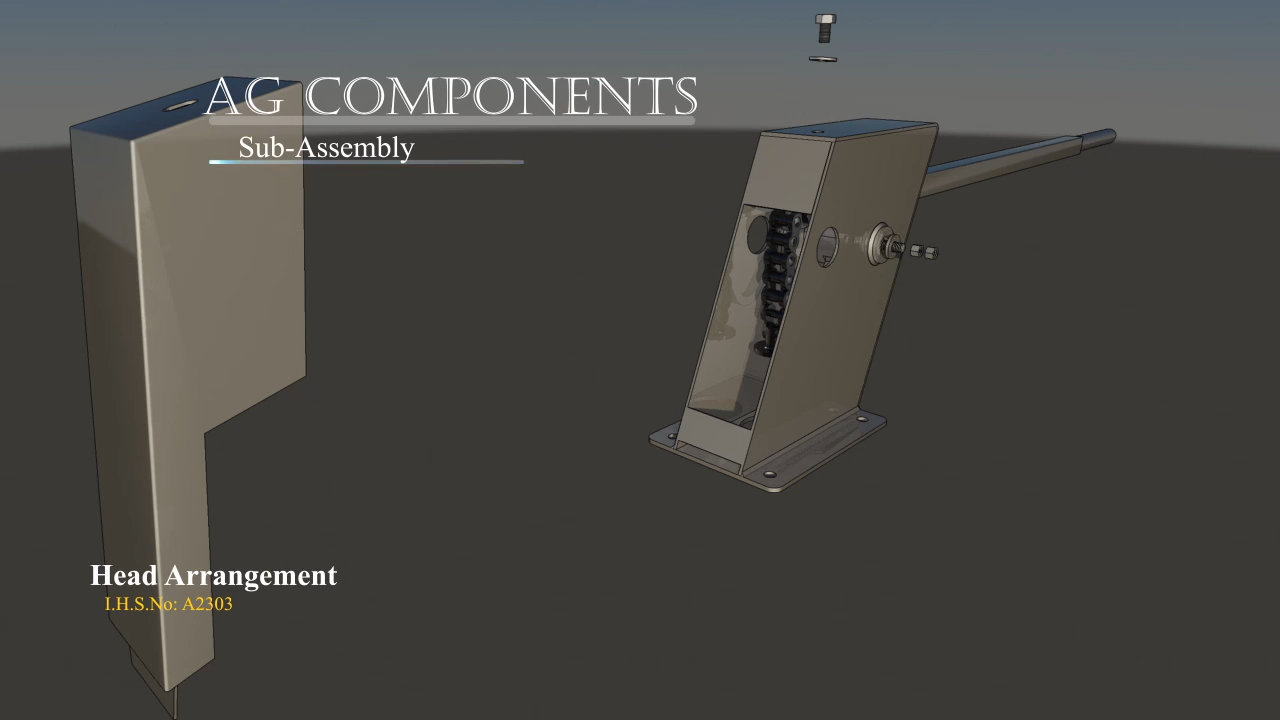 AG COMPONENTS
Sub-Assembly
Head Arrangement
I.H.S.No: A2303